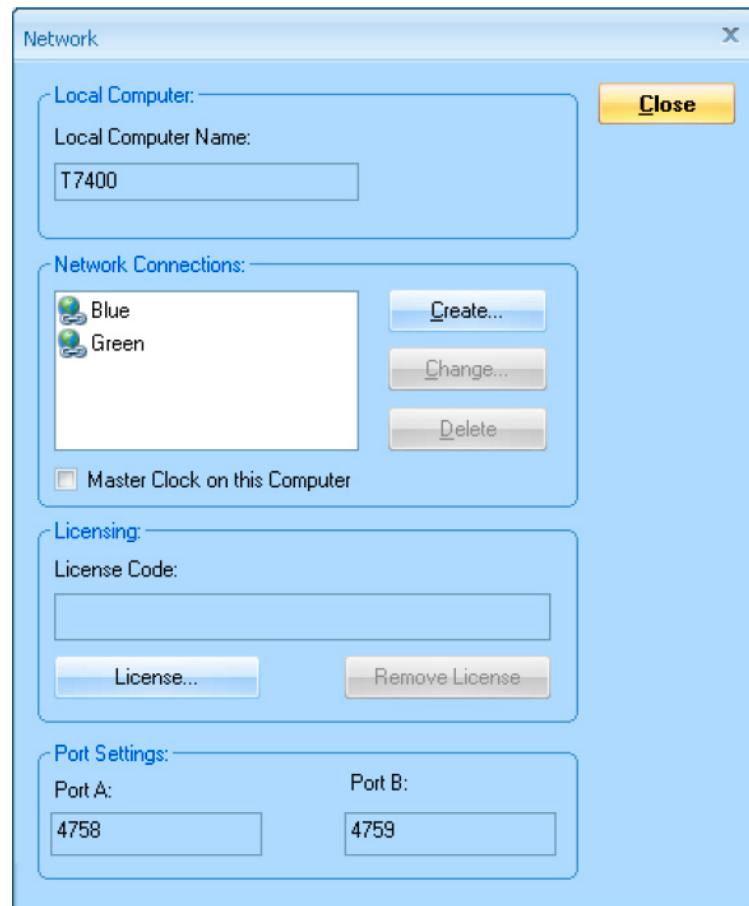 Network
Local Computer:
Close
Local Computer Name:
T7400
Network Connections:
Blue
Create...
Green
Change...
Delete
Master Clock on this Computer
Licensing:
License Code:
License...
Remove License
Port Settings:
Port A:
Port B:
4758
4759